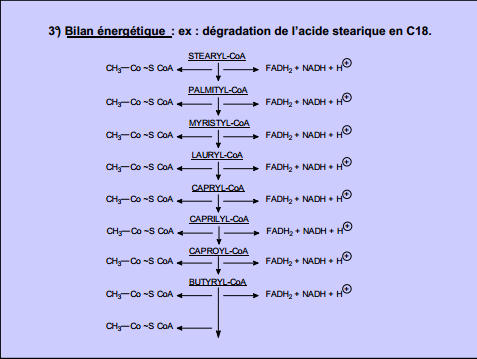 3°) Bilan énergétique : ex : dégradation de l'acide stearique en C18.
STEARYL-CoA
CH3—Co ~S CoA FADH2 + NADH + H⊕
PALMITYL-CoA
CH3—Co ~S CoA FADH2 + NADH + H⊕
MYRISTYL-CoA
CH3—Co ~S CoA FADH2 + NADH + H⊕
LAURYL-CoA
CH3—Co ~S CoA FADH2 + NADH + H⊕
CAPRYL-CoA
CH3—Co ~S CoA FADH2 + NADH + H⊕
CAPRILYL-CoA
CH3—Co ~S CoA FADH2 + NADH + H⊕
CAPROYL-CoA
CH3—Co ~S CoA FADH2 + NADH + H⊕
BUTYRYL-CoA
CH3—Co ~S CoA FADH2 + NADH + H⊕
CH3—Co ~S CoA